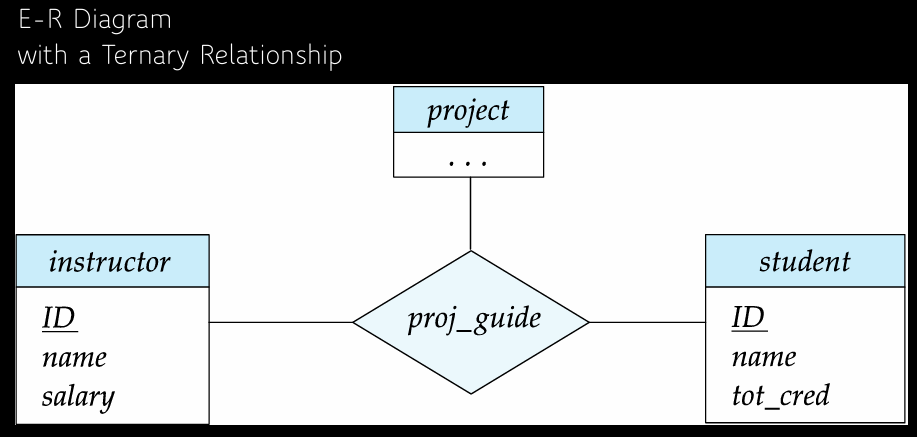 E-R Diagram
with a Ternary Relationship
project
. . .
instructor
ID
name
salary
proj_guide
student
ID
name
tot_cred